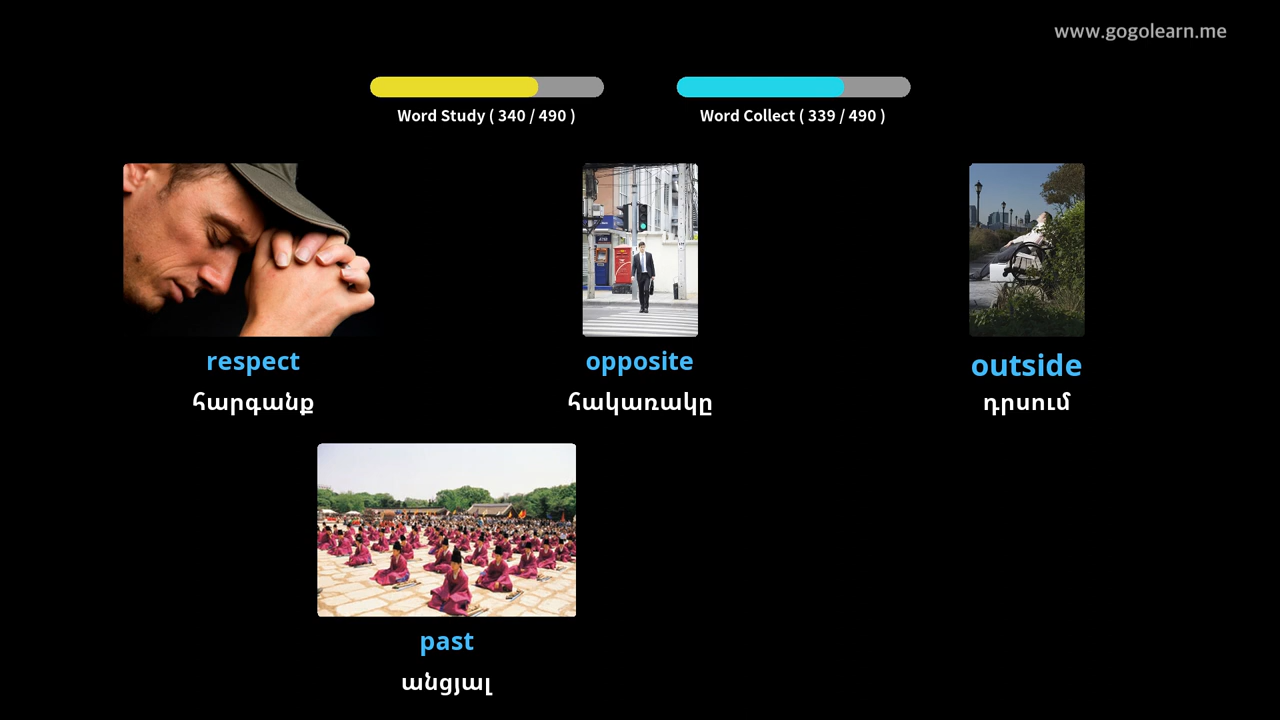 www.gogolearn.me
Word Study ( 340 / 490 )
Word Collect ( 339 / 490 )
respect
հարգանք
opposite
հակառակը
outside
դրսում
past
անցյալ